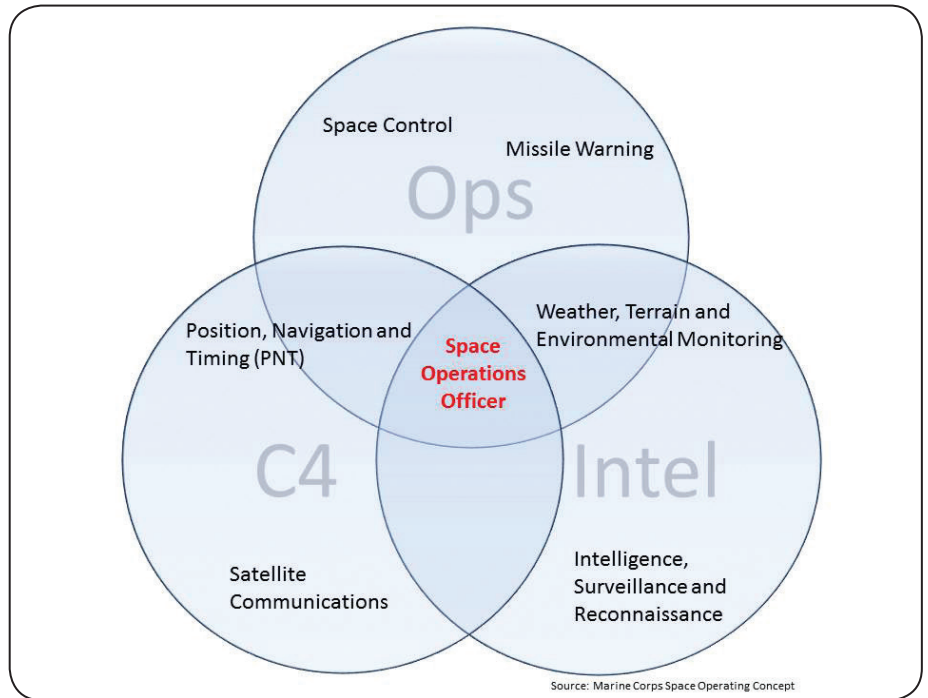 Space Control
Missile Warning
Ops
Position, Navigation and
Timing (PNT)
Weather, Terrain and
Environmental Monitoring
Space
Operations
Officer
C4
Intel
Satellite
Communications
Intelligence,
Surveillance and
Reconnaissance
Source: Marine Corps Space Operating Concept